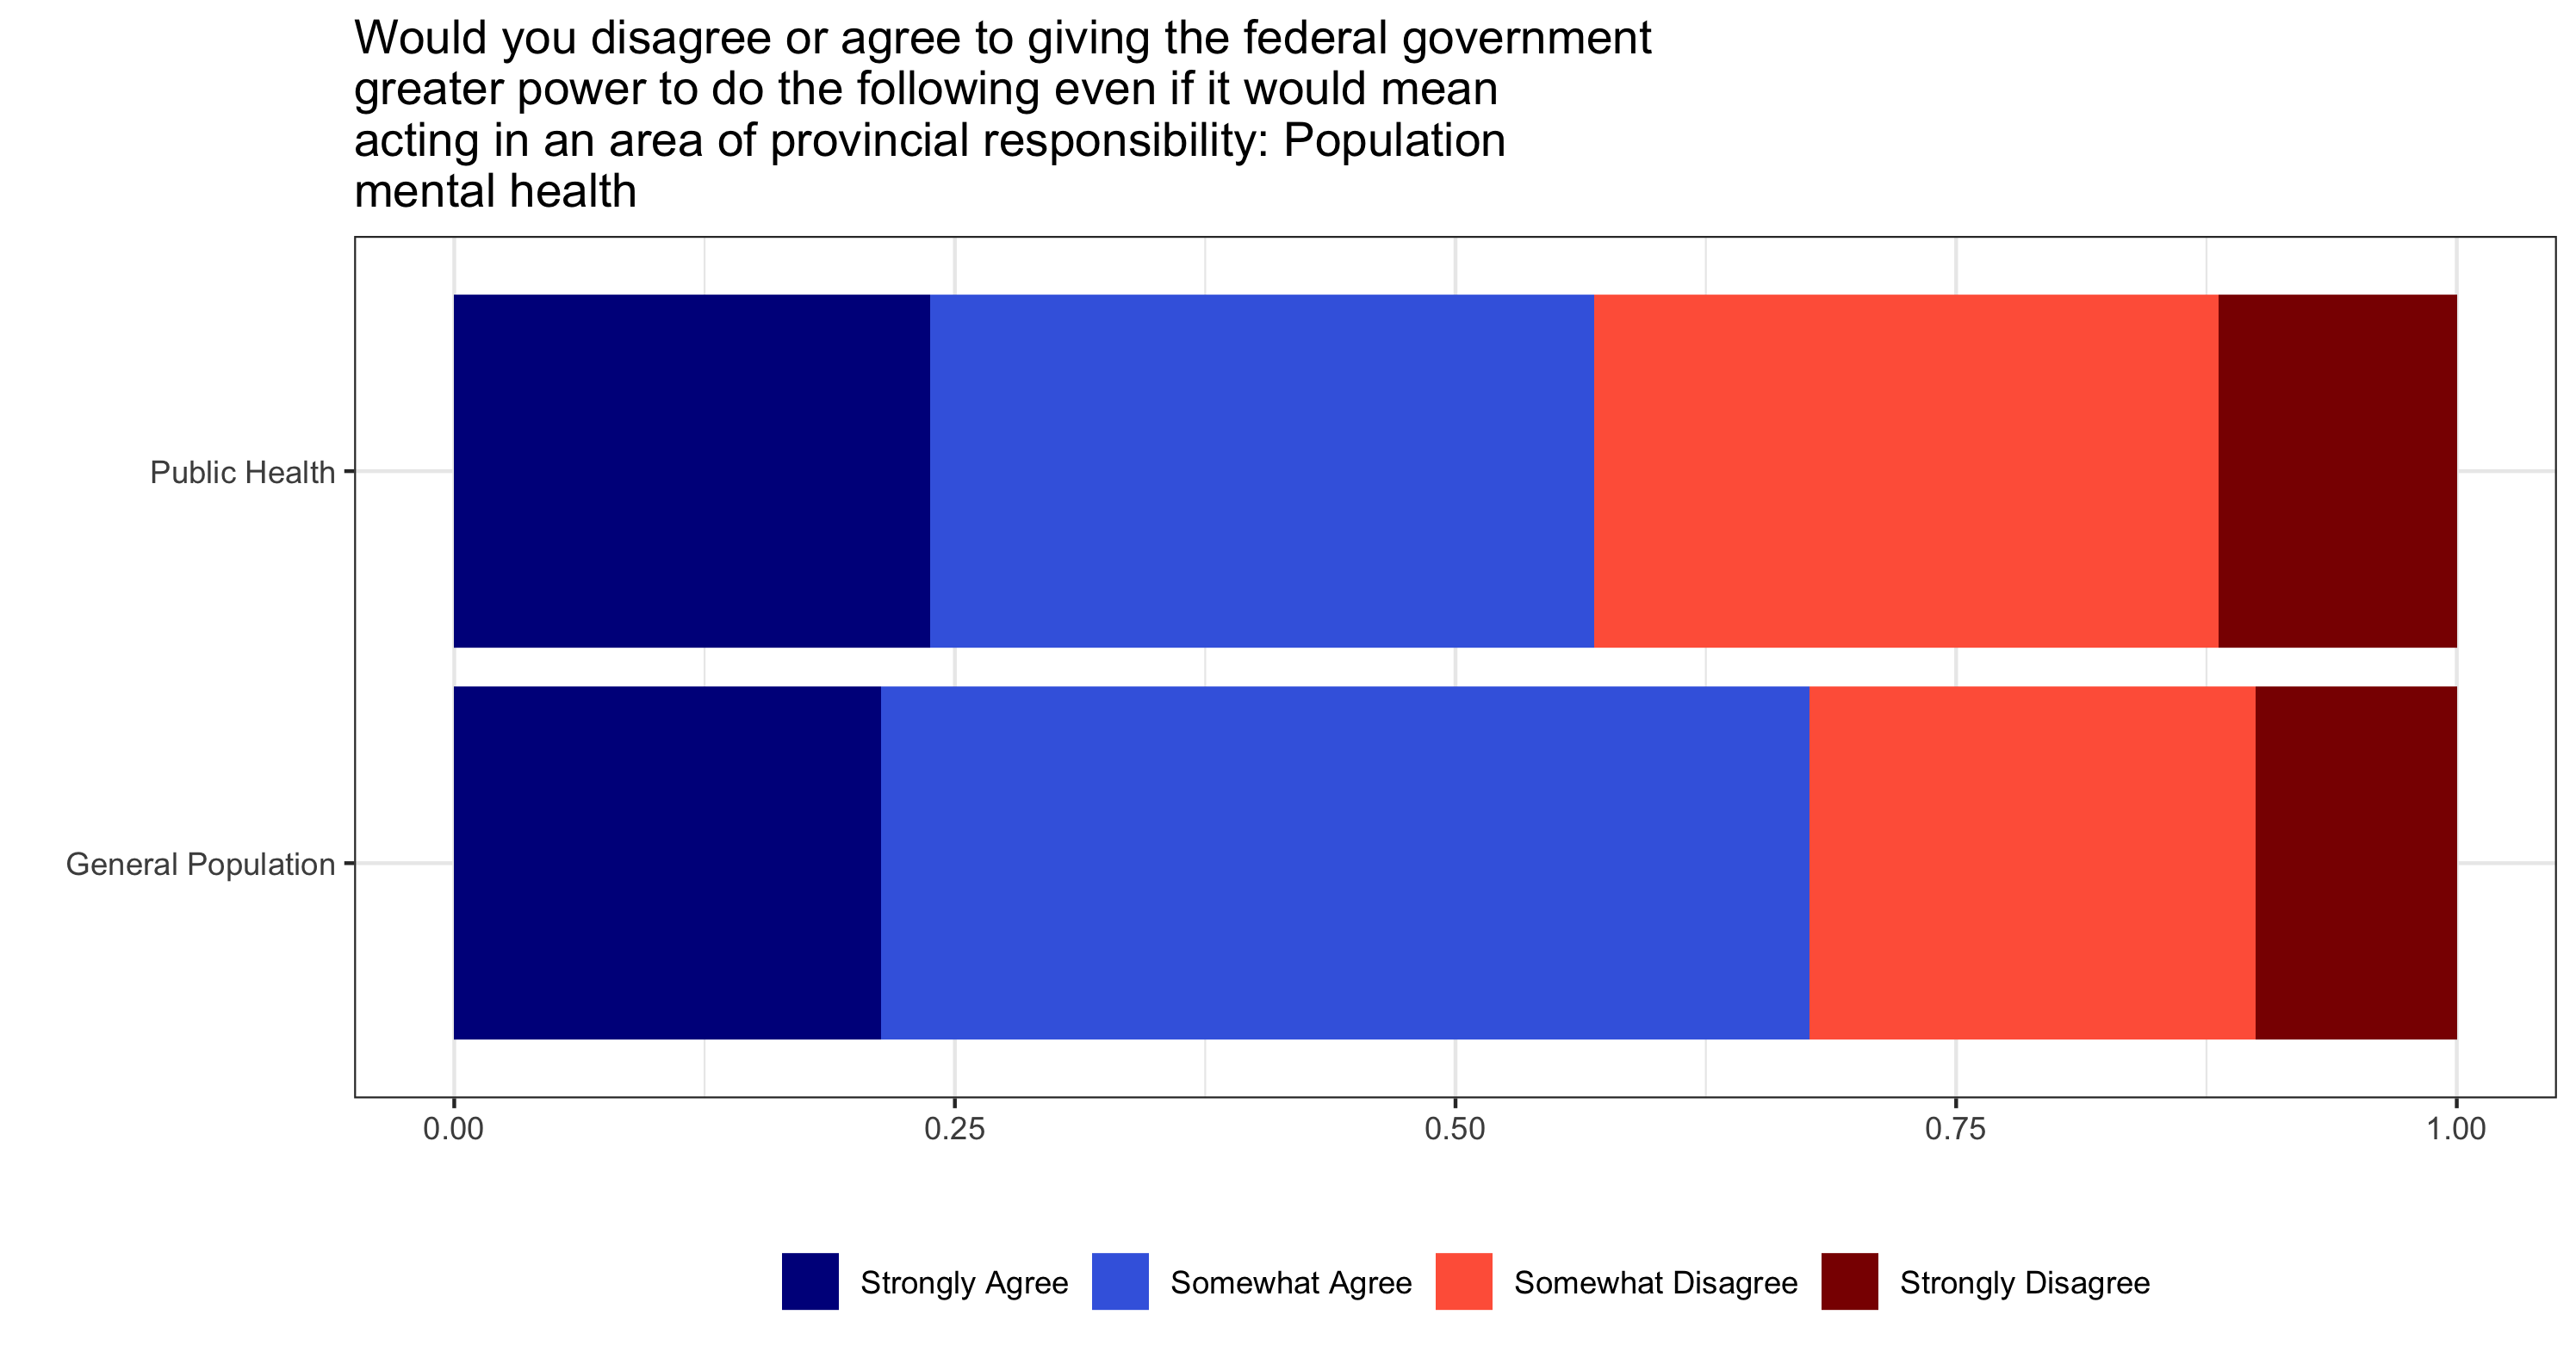 Would you disagree or agree to giving the federal government
greater power to do the following even if it would mean
acting in an area of provincial responsibility: Population
mental health
Public Health
General Population
0.00 0.25 0.50 0.75 1.00
Strongly Agree Somewhat Agree Somewhat Disagree Strongly Disagree